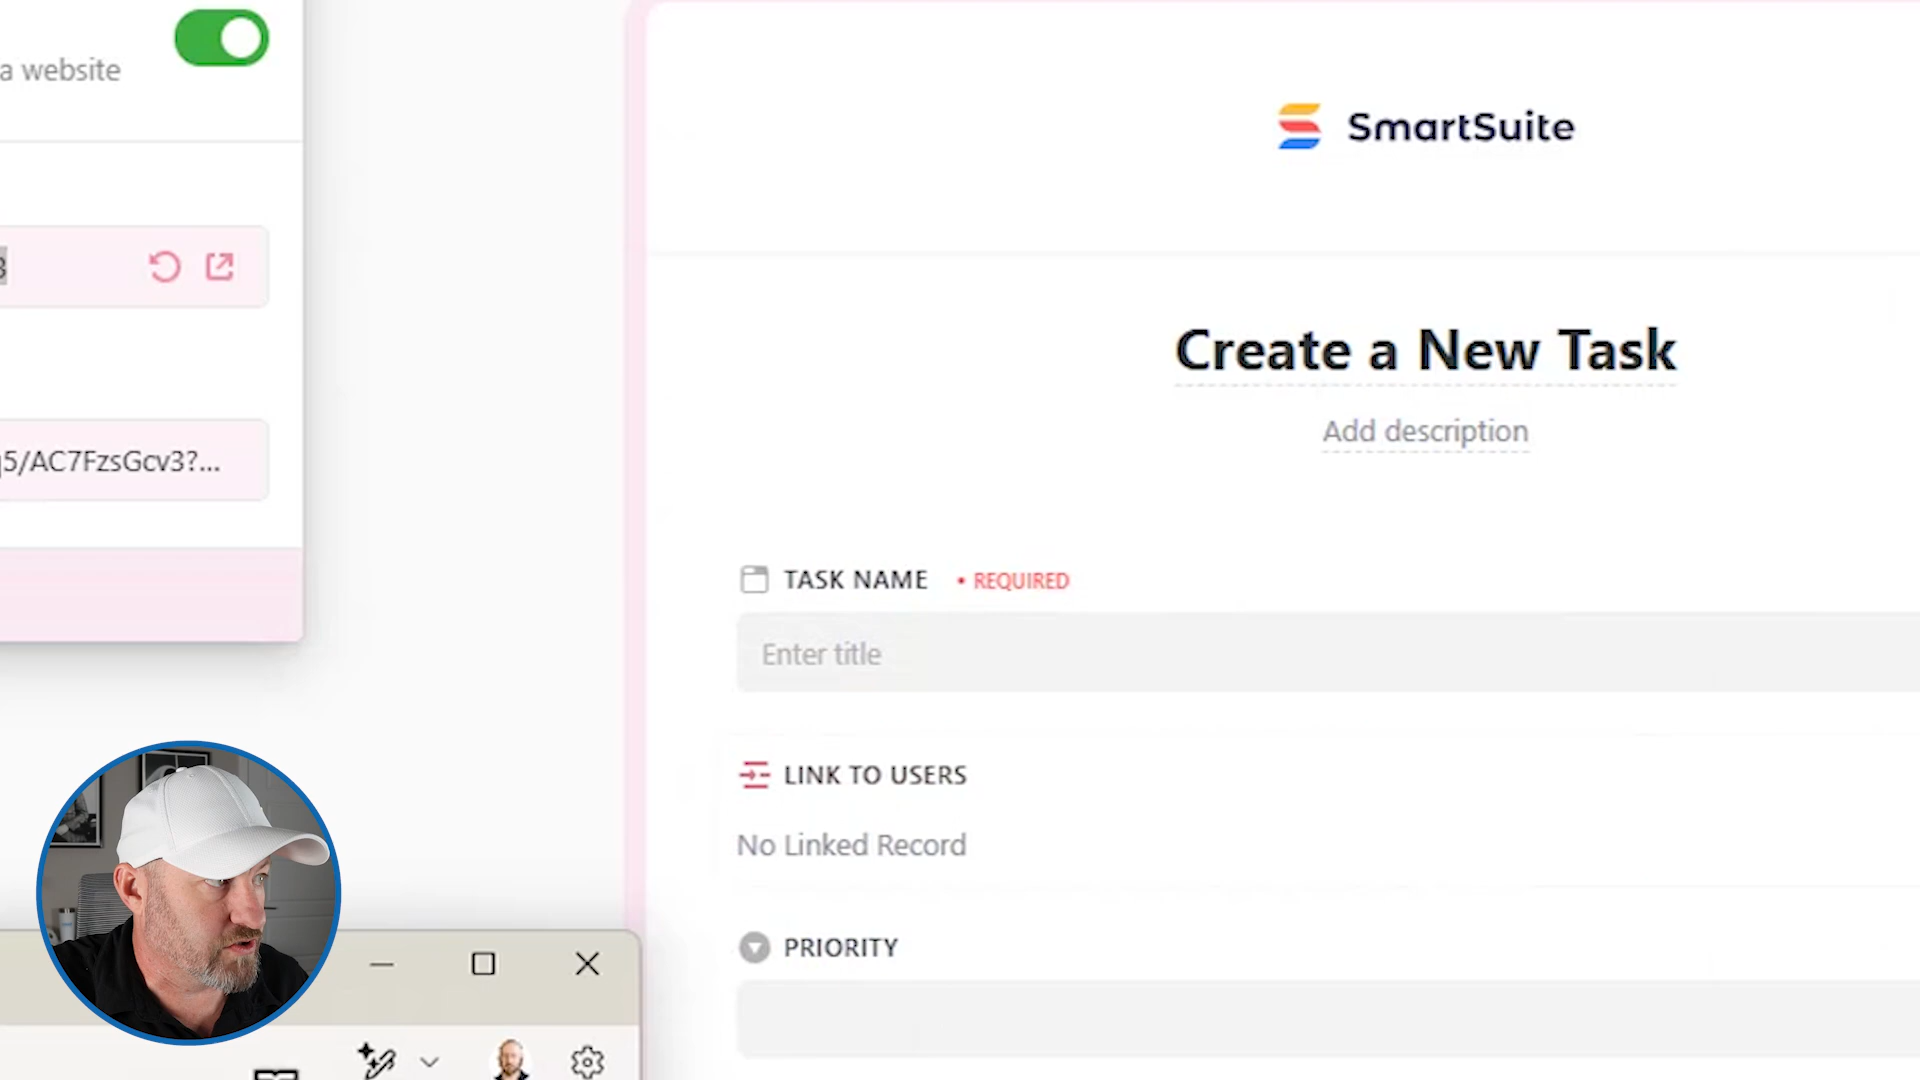 a website
3
5/AC7FzsGcv3?...
SmartSuite
Create a New Task
Add description
TASK NAME • REQUIRED
Enter title
LINK TO USERS
No Linked Record
PRIORITY